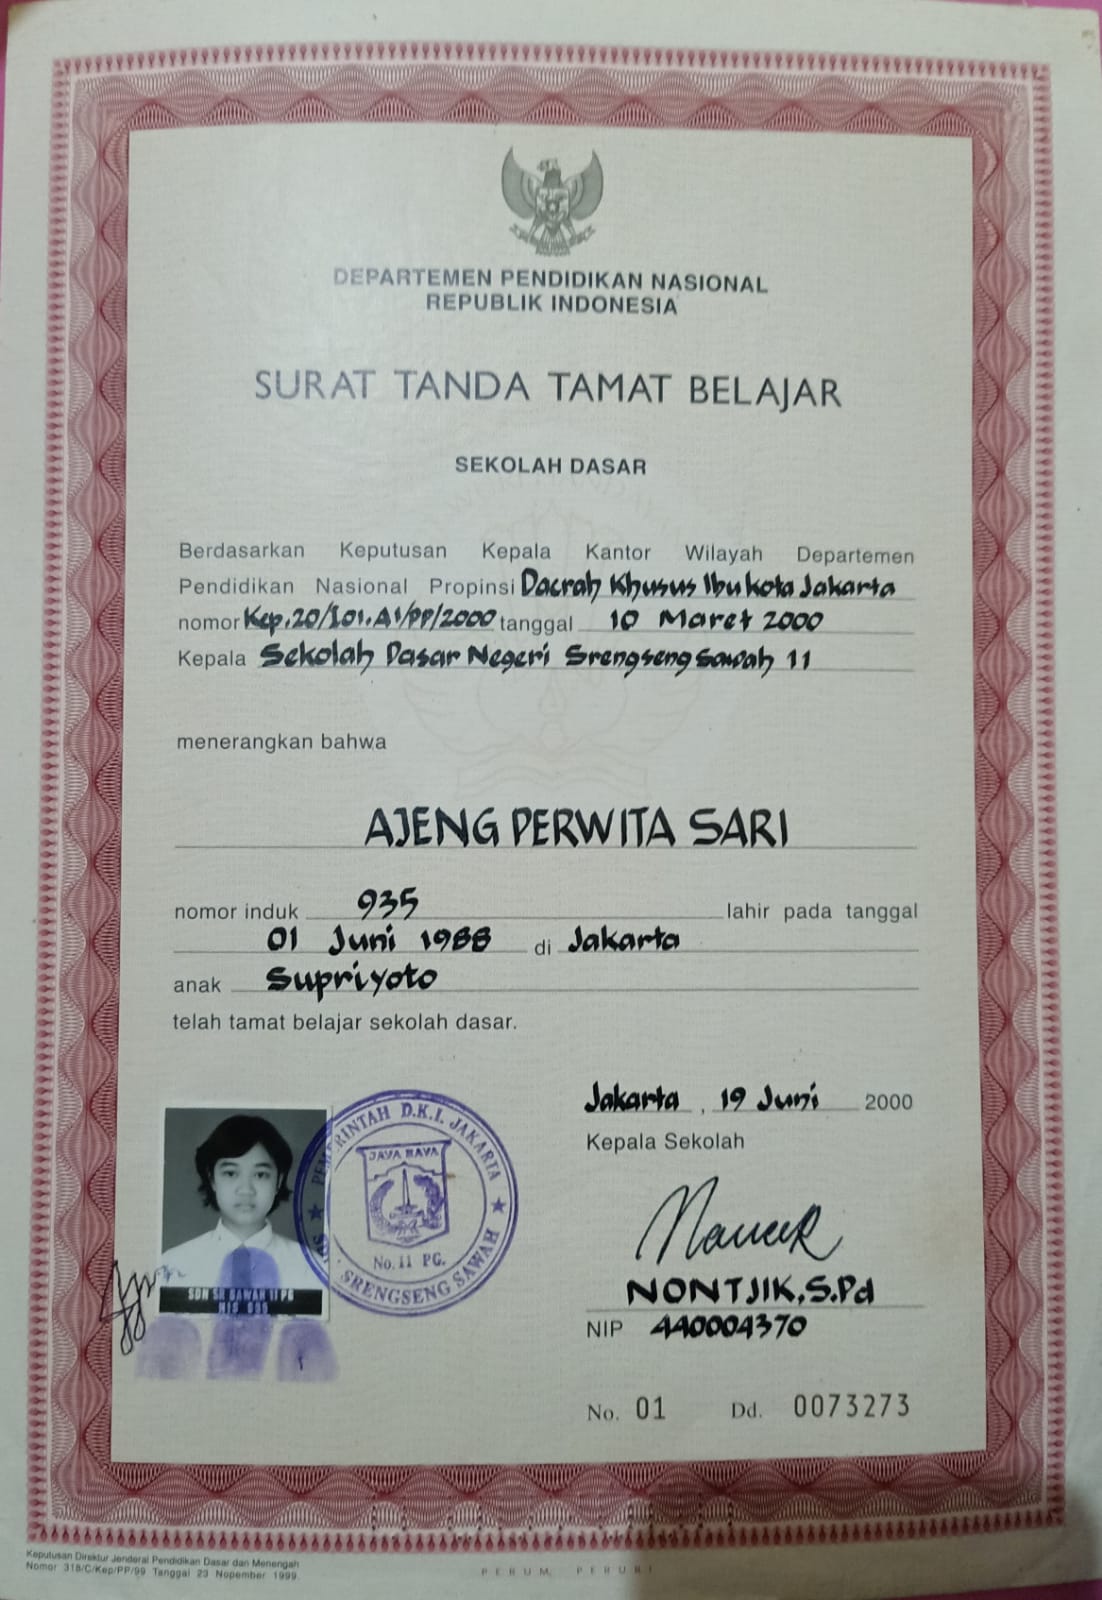 DEPARTEMEN PENDIDIKAN NASIONAL
REPUBLIK INDONESIA
SURAT TANDA TAMAT BELAJAR
SEKOLAH DASAR
Berdasarkan Keputusan Kepala Kantor Wilayah Departemen
Pendidikan Nasional Propinsi Daerah Khusus Ibukota Jakarta
nomor Kep.20/I01.A1/PP/2000 tanggal 10 Maret 2000
Kepala Sekolah Dasar Negeri Srengseng Sawah 11
menerangkan bahwa
AJENG PERWITA SARI
nomor induk 935 lahir pada tanggal
01 Juni 1988 di Jakarta
anak Supriyoto
telah tamat belajar sekolah dasar.
Jakarta, 19 Juni 2000
Kepala Sekolah
PEMERINTAH D.K.I. JAKARTA
JAYA RAYA
No. 11 PG.
SRENGSENG SAWAH
SDN SR SAWAH 11 PG
NONTJIK, S.Pd
NIP 440004370
No. 01 Dd. 0073273
Keputusan Direktur Jenderal Pendidikan Dasar dan Menengah
Nomor 318/C/Kep/PP/99 Tanggal 23 Nopember 1999
PERUM PERURI